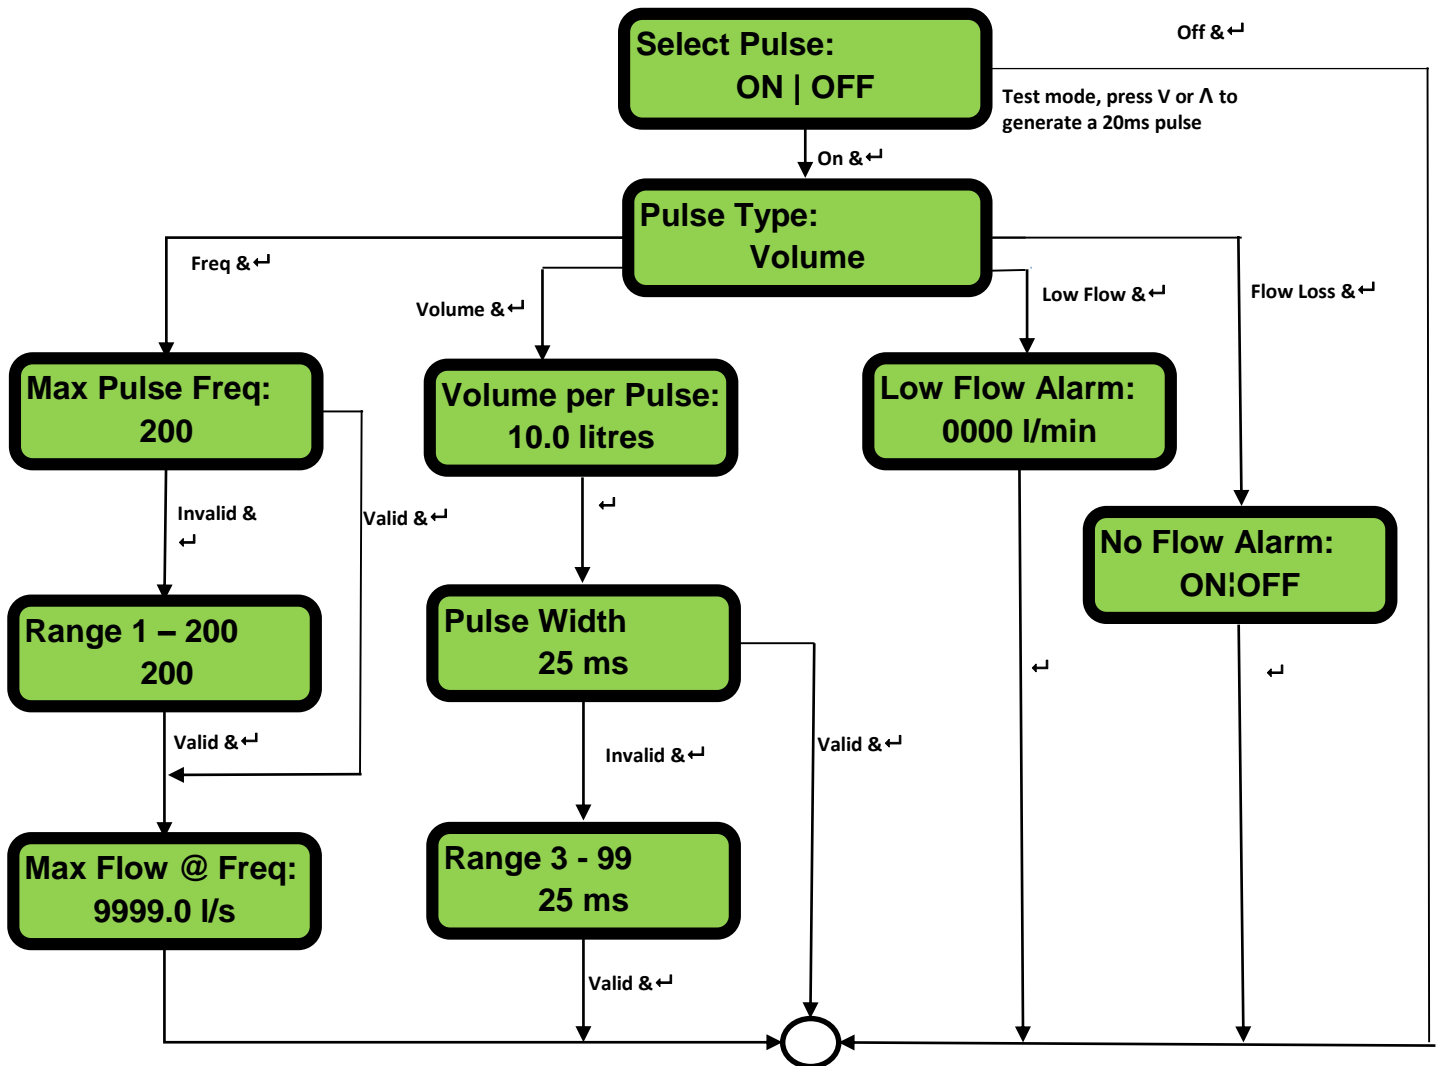 Select Pulse:
ON | OFF
Off & ↵
Test mode, press V or Λ to
generate a 20ms pulse
On & ↵
Pulse Type:
Volume
Freq & ↵
Volume & ↵
Low Flow & ↵
Flow Loss & ↵
Max Pulse Freq:
200
Volume per Pulse:
10.0 litres
Low Flow Alarm:
0000 l/min
Invalid &
↵
Valid & ↵
↵
No Flow Alarm:
ON¦OFF
Range 1 – 200
200
Pulse Width
25 ms
↵
↵
Valid & ↵
Invalid & ↵
Valid & ↵
Max Flow @ Freq:
9999.0 l/s
Range 3 - 99
25 ms
Valid & ↵